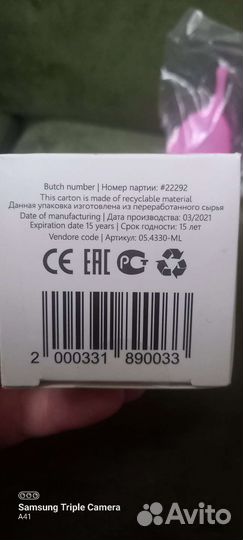 Butch number | Номер партии: #22292
This carton is made of recyclable material
Данная упаковка изготовлена из переработанного сырья
Date of manufacturing | Дата производства: 03/2021
Expiration date 15 years | Срок годности: 15 лет
Vendore code | Артикул: 05.4330-ML
CE EAC РСТ
2 000331 890033
Samsung Triple Camera
A41
Avito